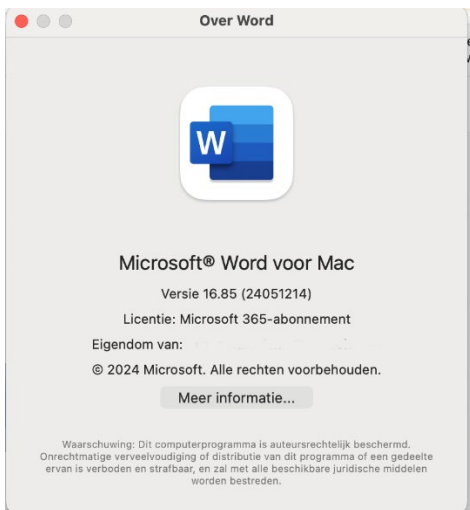 Over Word
W
Microsoft® Word voor Mac
Versie 16.85 (24051214)
Licentie: Microsoft 365-abonnement
Eigendom van:
© 2024 Microsoft. Alle rechten voorbehouden.
Meer informatie...
Waarschuwing: Dit computerprogramma is auteursrechtelijk beschermd.
Onrechtmatige verveelvoudiging of distributie van dit programma of een gedeelte
ervan is verboden en strafbaar, en zal met alle beschikbare juridische middelen
worden bestreden.